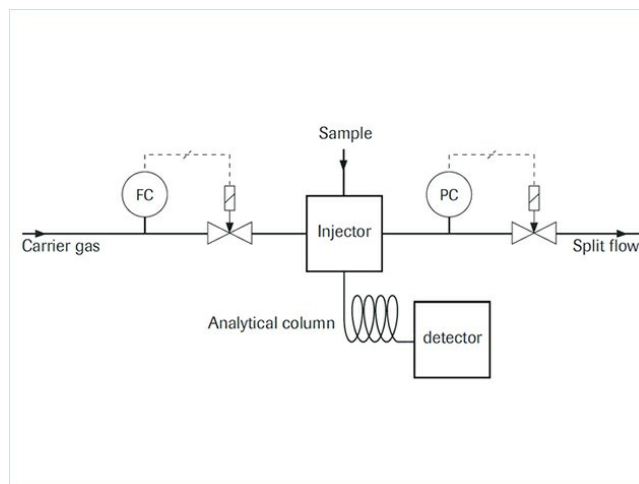 Sample
FC
PC
Injector
Carrier gas
Split flow
Analytical column
detector